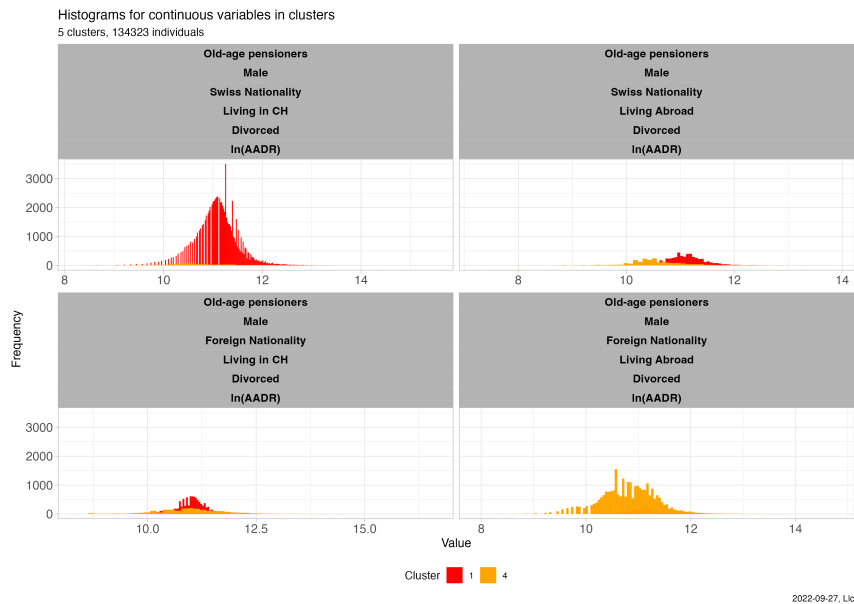 Histograms for continuous variables in clusters
5 clusters, 134323 individuals
Old-age pensioners
Male
Swiss Nationality
Living in CH
Divorced
ln(AADR)
Old-age pensioners
Male
Swiss Nationality
Living Abroad
Divorced
ln(AADR)
3000
2000
1000
0
8 10 12 14
8 10 12 14
Old-age pensioners
Male
Foreign Nationality
Living in CH
Divorced
ln(AADR)
Old-age pensioners
Male
Foreign Nationality
Living Abroad
Divorced
ln(AADR)
Frequency
3000
2000
1000
0
10.0 12.5 15.0
8 10 12 14
Value
Cluster 1 4
2022-09-27, Llc